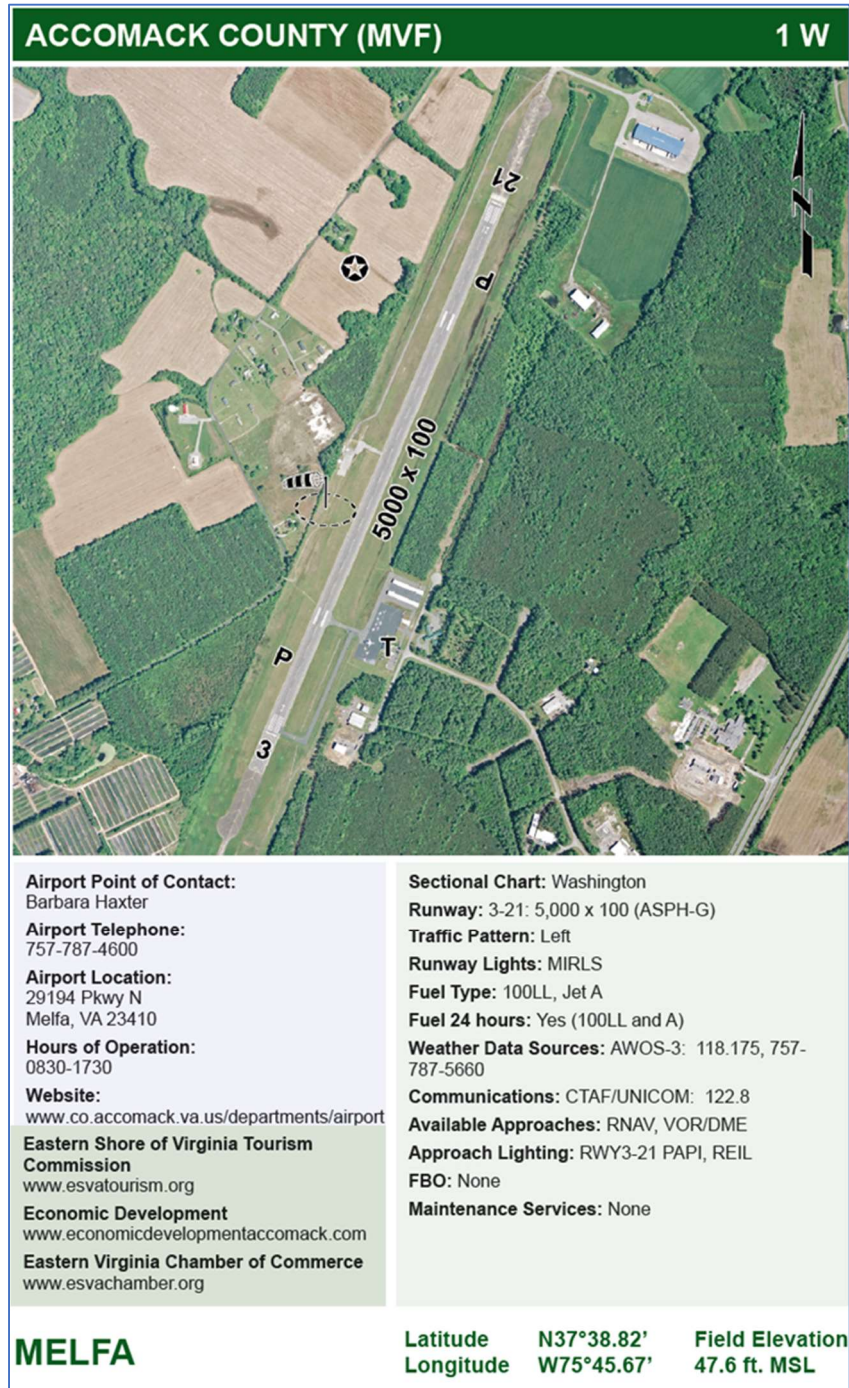 ACCOMACK COUNTY (MVF) 1 W
N
21
P
5000 x 100
T
P
3
Airport Point of Contact:
Barbara Haxter
Airport Telephone:
757-787-4600
Airport Location:
29194 Pkwy N
Melfa, VA 23410
Hours of Operation:
0830-1730
Website:
www.co.accomack.va.us/departments/airport
Eastern Shore of Virginia Tourism
Commission
www.esvatourism.org
Economic Development
www.economicdevelopmentaccomack.com
Eastern Virginia Chamber of Commerce
www.esvachamber.org
Sectional Chart: Washington
Runway: 3-21: 5,000 x 100 (ASPH-G)
Traffic Pattern: Left
Runway Lights: MIRLS
Fuel Type: 100LL, Jet A
Fuel 24 hours: Yes (100LL and A)
Weather Data Sources: AWOS-3: 118.175, 757-
787-5660
Communications: CTAF/UNICOM: 122.8
Available Approaches: RNAV, VOR/DME
Approach Lighting: RWY3-21 PAPI, REIL
FBO: None
Maintenance Services: None
MELFA
Latitude N37°38.82’ Field Elevation
Longitude W75°45.67’ 47.6 ft. MSL